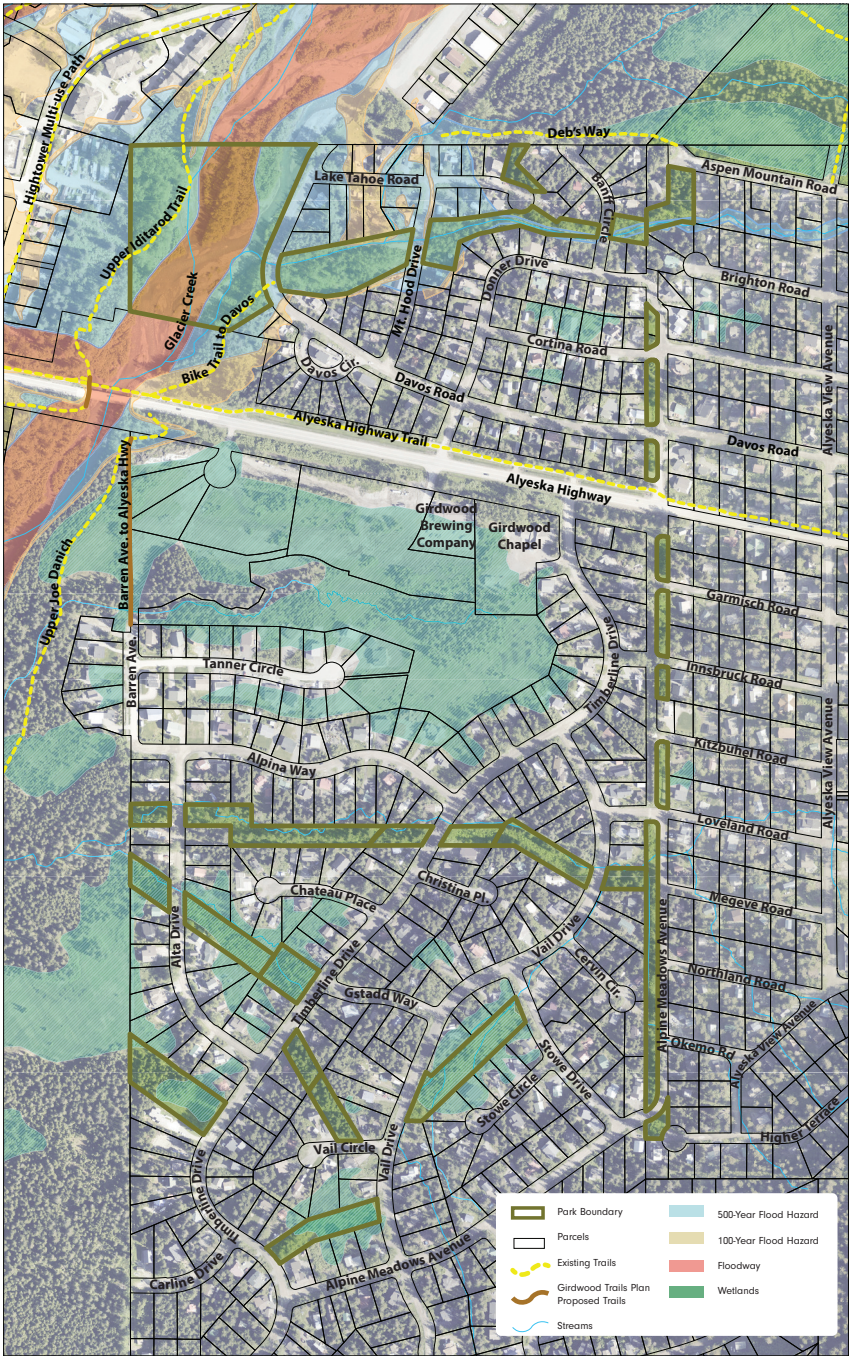 Hightower Multi-use Path
Deb's Way
Aspen Mountain Road
Lake Tahoe Road
Banff Circle
Upper Iditarod Trail
Mt. Hood Drive
Donner Drive
Brighton Road
Glacier Creek
Bike Trail to Davos
Cortina Road
Davos Cir.
Davos Road
Alyeska View Avenue
Alyeska Highway Trail
Davos Road
Alyeska Highway
Barren Ave. to Alyeska Hwy
Girdwood
Brewing
Company
Girdwood
Chapel
Upper Joe Danich
Garmisch Road
Tanner Circle
Barren Ave.
Timberline Drive
Innsbruck Road
Kitzbuhel Road
Alyeska View Avenue
Alpina Way
Loveland Road
Chateau Place
Christina Pl.
Megeve Road
Alta Drive
Vail Drive
Alpine Meadows Avenue
Timberline Drive
Cervin Cir.
Northland Road
Gstadd Way
Okemo Rd
Alyeska View Avenue
Stowe Drive
Stowe Circle
Higher Terrace
Vail Circle
Vail Drive
Timberline Drive
Carline Drive
Alpine Meadows Avenue
Park Boundary
Parcels
Existing Trails
Girdwood Trails Plan
Proposed Trails
Streams
500-Year Flood Hazard
100-Year Flood Hazard
Floodway
Wetlands